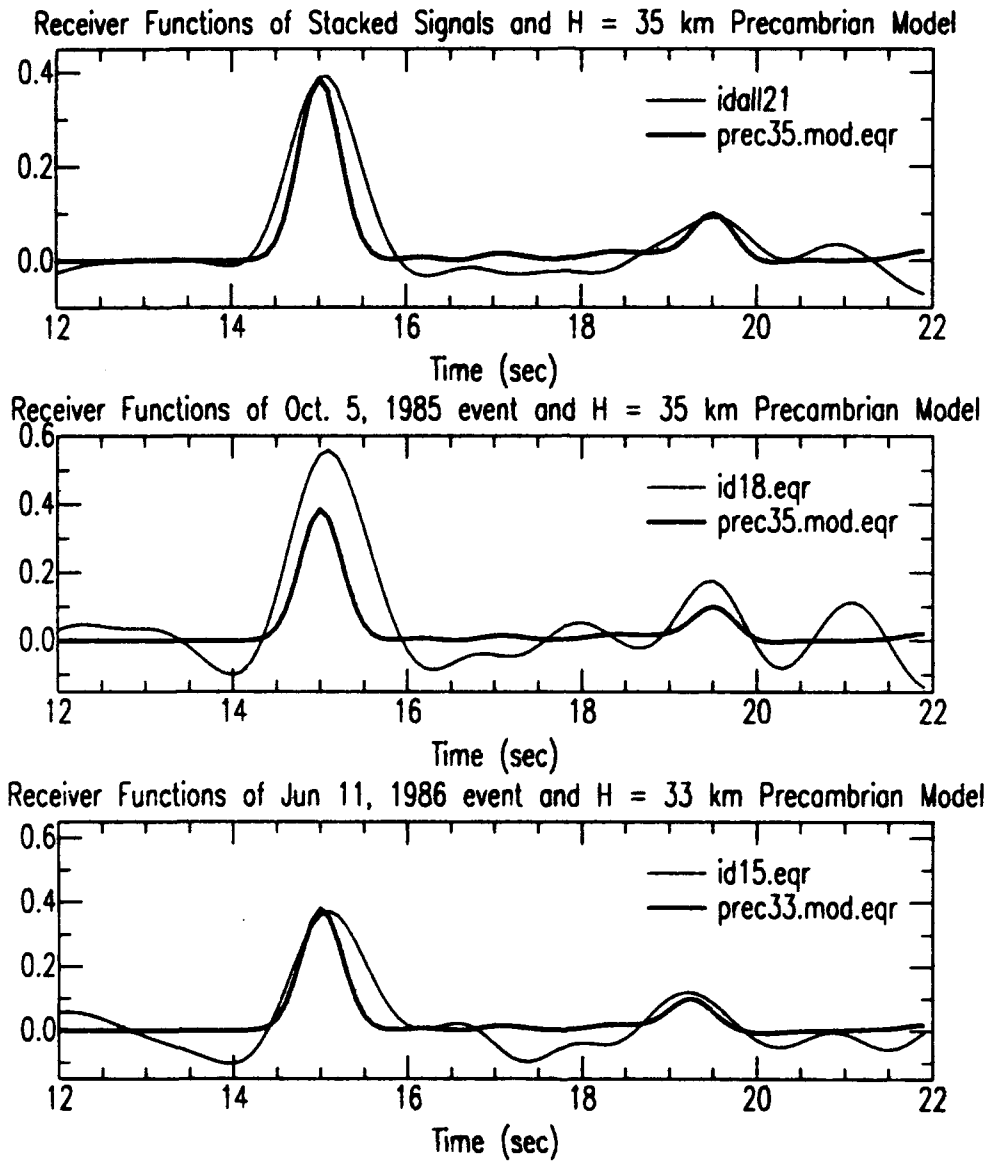 Receiver Functions of Stacked Signals and H = 35 km Precambrian Model
0.4
idall21
prec35.mod.eqr
0.2
0.0
12 14 16 18 20 22
Time (sec)
Receiver Functions of Oct. 5, 1985 event and H = 35 km Precambrian Model
0.6
id18.eqr
0.4
prec35.mod.eqr
0.2
0.0
12 14 16 18 20 22
Time (sec)
Receiver Functions of Jun 11, 1986 event and H = 33 km Precambrian Model
0.6
id15.eqr
0.4
prec33.mod.eqr
0.2
0.0
12 14 16 18 20 22
Time (sec)